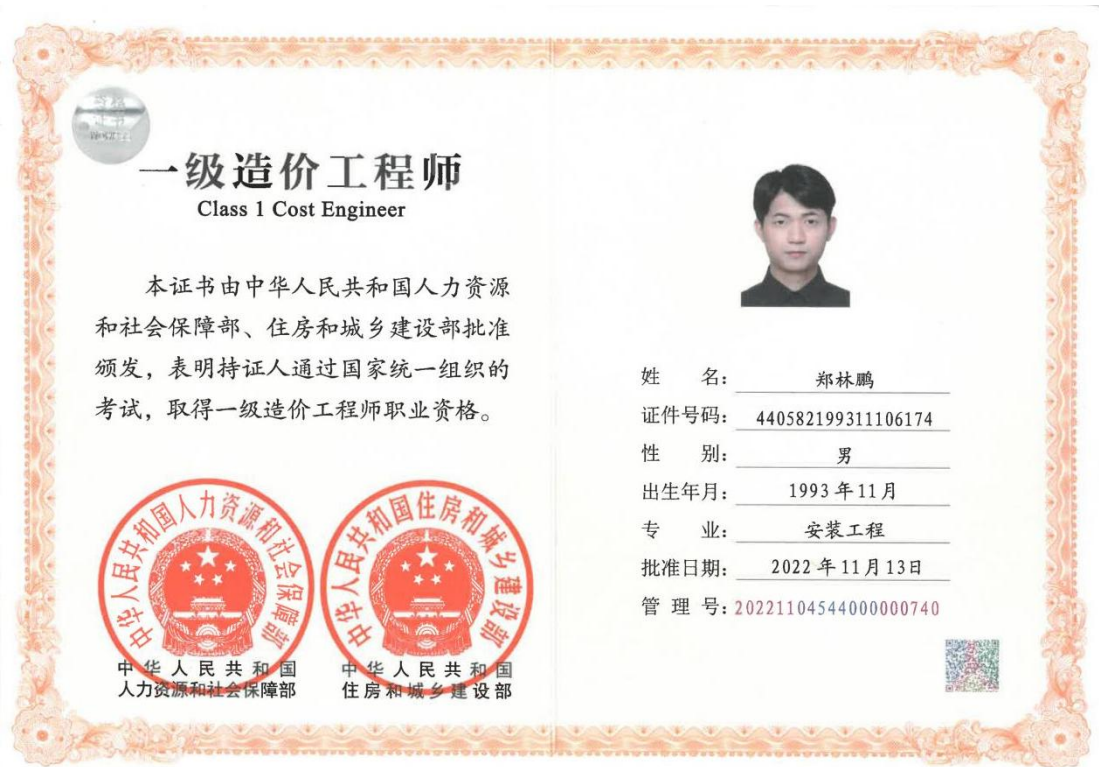 一级造价工程师
Class 1 Cost Engineer
本证书由中华人民共和国人力资源
和社会保障部、住房和城乡建设部批准
颁发，表明持证人通过国家统一组织的
考试，取得一级造价工程师职业资格。
中华人民共和国人力资源和社会保障部
中华人民共和国住房和城乡建设部
中华人民共和国
人力资源和社会保障部
中华人民共和国
住房和城乡建设部
姓 名：郑林鹏
证件号码：440582199311106174
性 别：男
出生年月：1993年11月
专 业：安装工程
批准日期：2022年11月13日
管 理 号：20221104544000000740